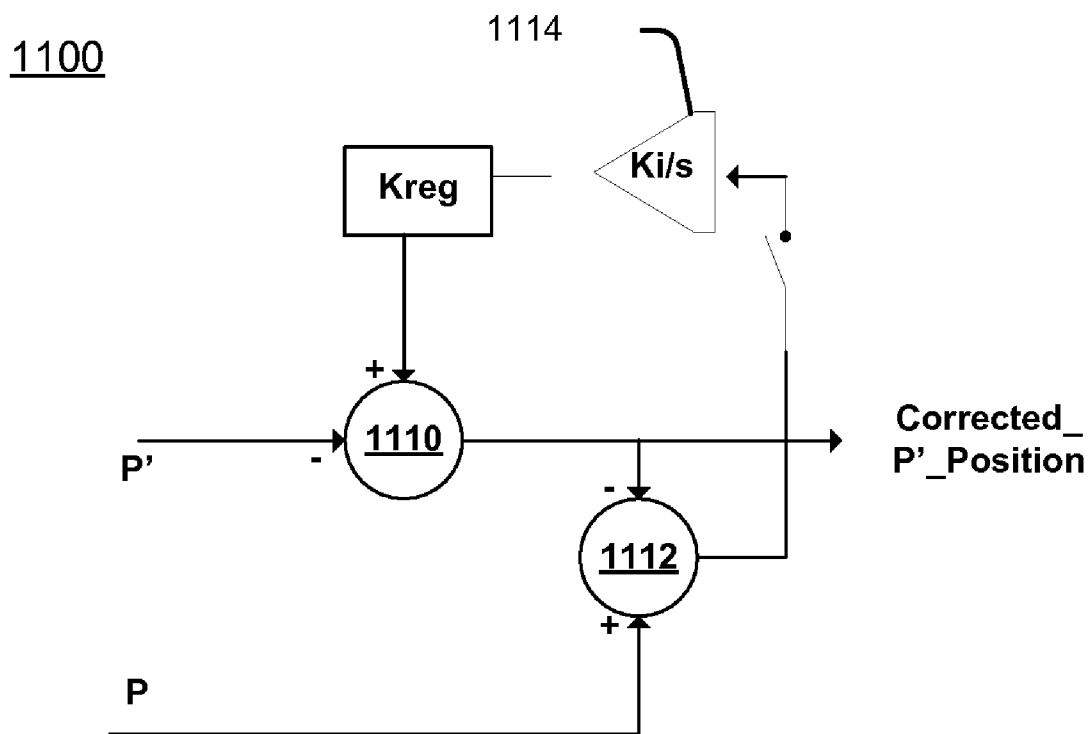 1114
1100
Kreg
Ki/s
+
1110
P’
-
Corrected_
P’_Position
-
1112
+
P